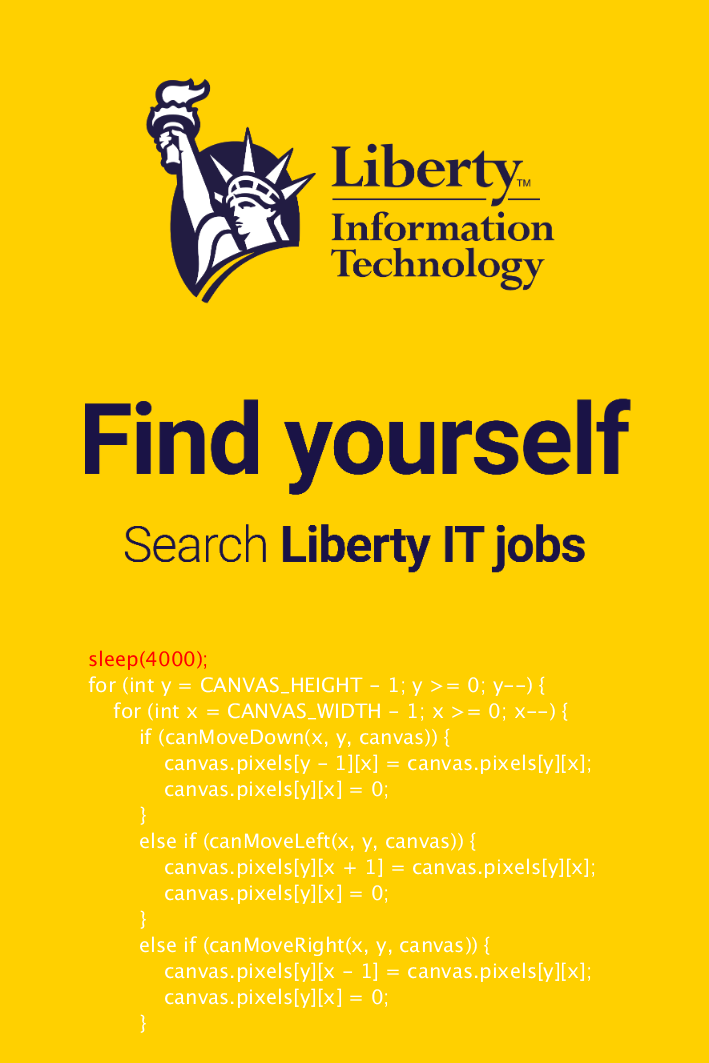 Liberty™
Information
Technology
Find yourself
Search Liberty IT jobs
sleep(4000);
for (int y = CANVAS_HEIGHT - 1; y >= 0; y--) {
for (int x = CANVAS_WIDTH - 1; x >= 0; x--) {
if (canMoveDown(x, y, canvas)) {
canvas.pixels[y - 1][x] = canvas.pixels[y][x];
canvas.pixels[y][x] = 0;
}
else if (canMoveLeft(x, y, canvas)) {
canvas.pixels[y][x + 1] = canvas.pixels[y][x];
canvas.pixels[y][x] = 0;
}
else if (canMoveRight(x, y, canvas)) {
canvas.pixels[y][x - 1] = canvas.pixels[y][x];
canvas.pixels[y][x] = 0;
}